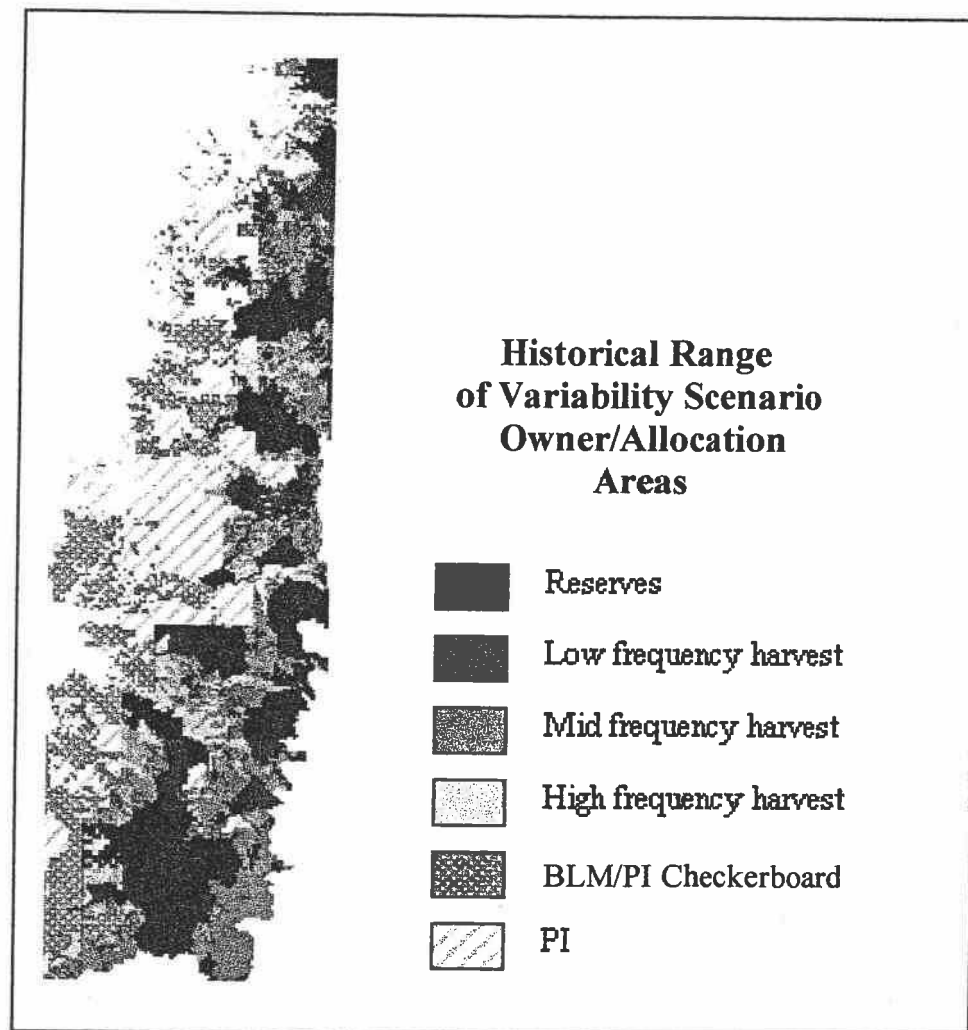 Historical Range
of Variability Scenario
Owner/Allocation
Areas
Reserves
Low frequency harvest
Mid frequency harvest
High frequency harvest
BLM/PI Checkerboard
PI